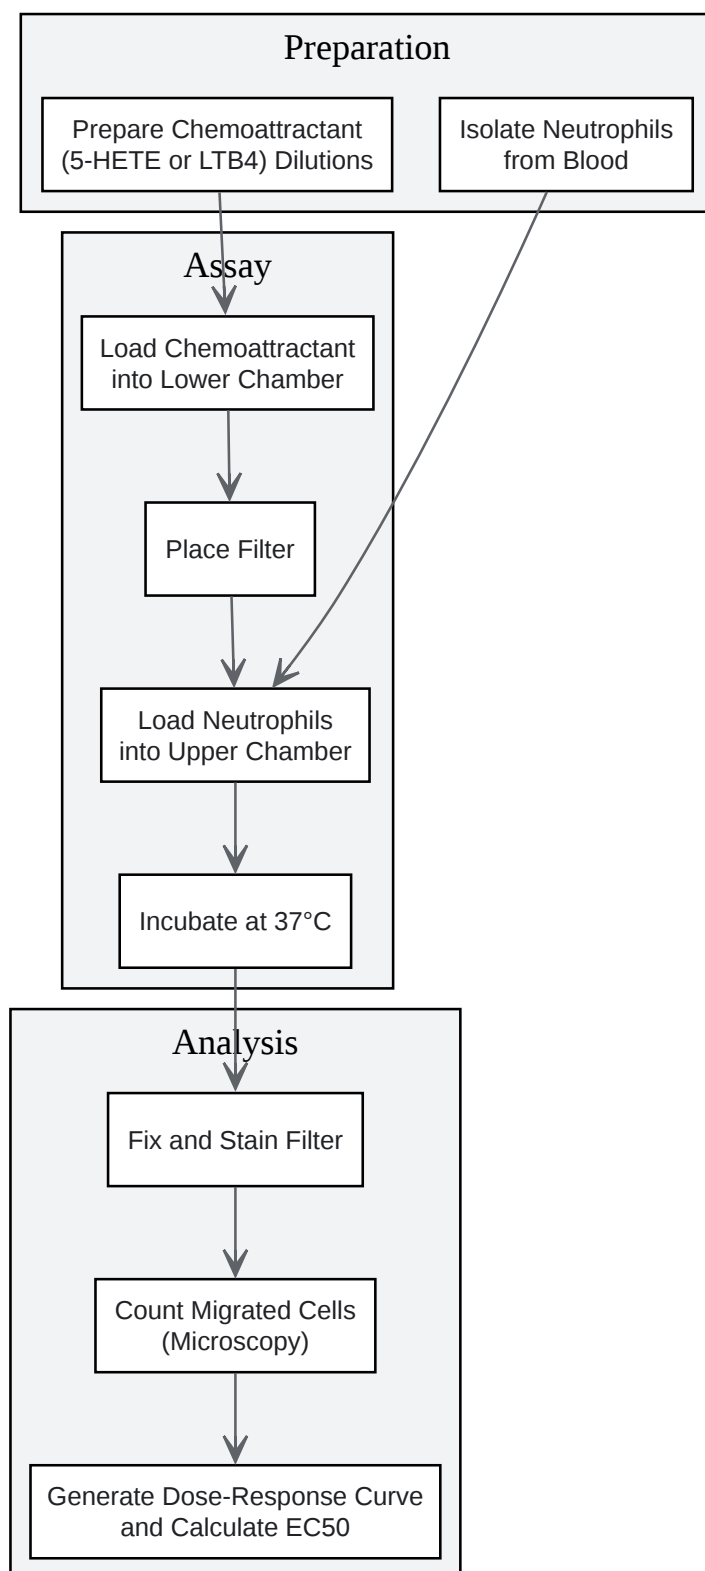 Preparation
Prepare Chemoattractant
(5-HETE or LTB4) Dilutions
Isolate Neutrophils
from Blood
Assay
Load Chemoattractant
into Lower Chamber
Place Filter
Load Neutrophils
into Upper Chamber
Incubate at 37°C
Analysis
Fix and Stain Filter
Count Migrated Cells
(Microscopy)
Generate Dose-Response Curve
and Calculate EC50